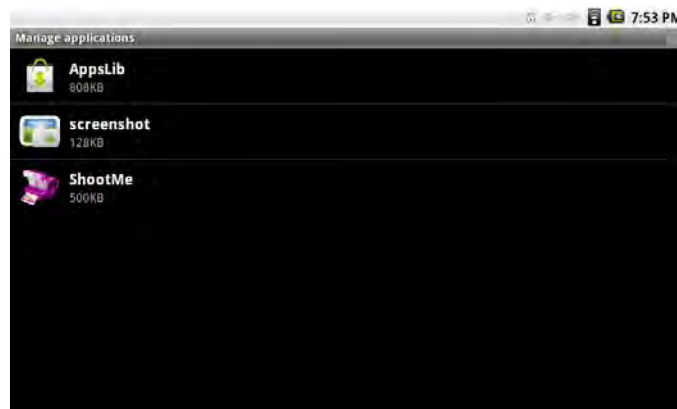 7:53 PM
Manage applications
AppsLib
808KB
screenshot
128KB
ShootMe
500KB